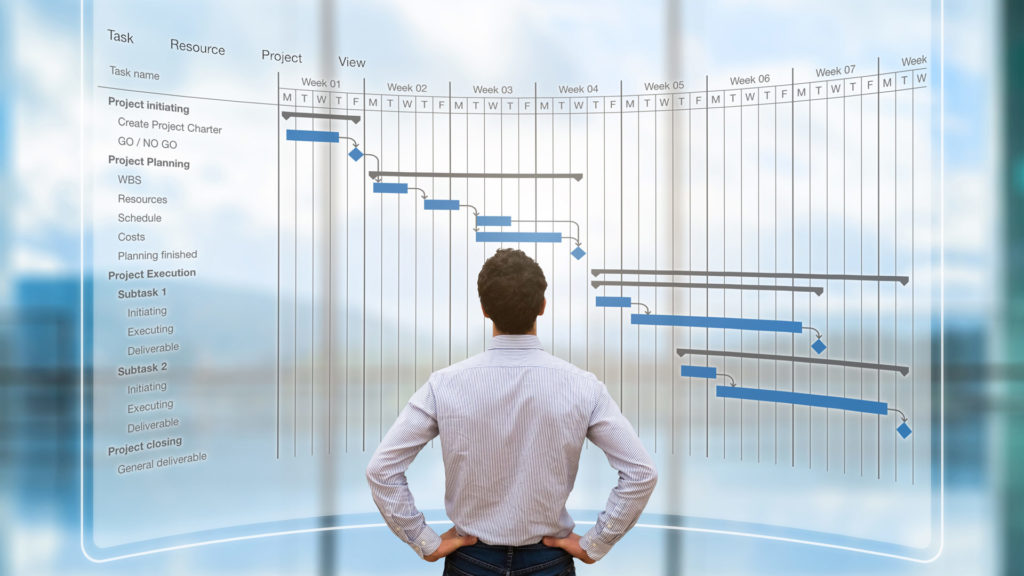 Task Resource Project View
Task name
Week 01 Week 02 Week 03 Week 04 Week 05 Week 06 Week 07 Week
M T W T F M T W T F M T W T F M T W T F M T W T F M T W T F M T W T F M T W
Project initiating
Create Project Charter
GO / NO GO
Project Planning
WBS
Resources
Schedule
Costs
Planning finished
Project Execution
Subtask 1
Initiating
Executing
Deliverable
Subtask 2
Initiating
Executing
Deliverable
Project closing
General deliverable